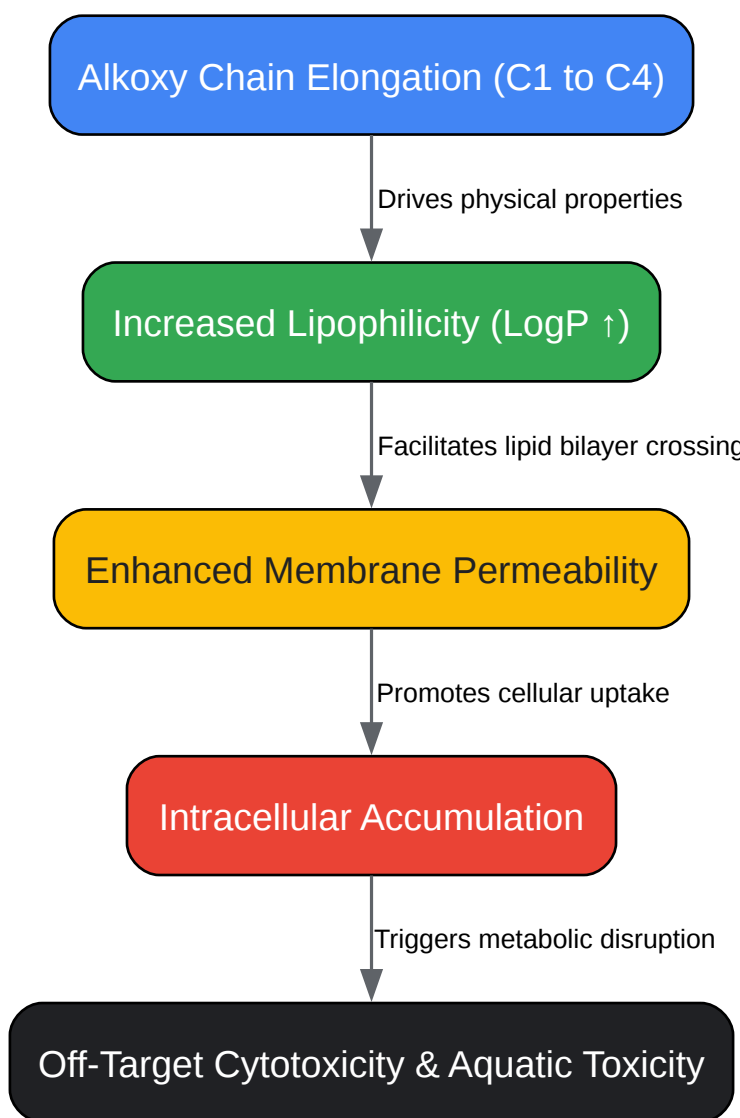 Alkoxy Chain Elongation (C1 to C4)
Drives physical properties
Increased Lipophilicity (LogP ↑)
Facilitates lipid bilayer crossing
Enhanced Membrane Permeability
Promotes cellular uptake
Intracellular Accumulation
Triggers metabolic disruption
Off-Target Cytotoxicity & Aquatic Toxicity